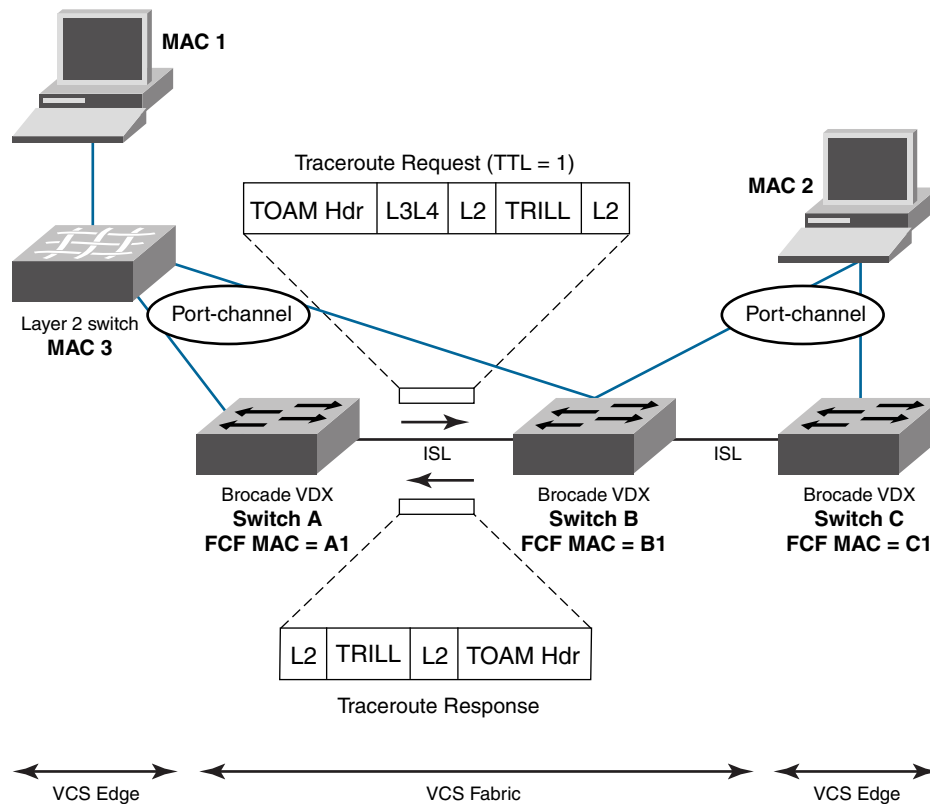 MAC 1
Traceroute Request (TTL = 1)
TOAM Hdr L3L4 L2 TRILL L2
MAC 2
Port-channel
Port-channel
Layer 2 switch
MAC 3
ISL
ISL
Brocade VDX
Switch A
FCF MAC = A1
Brocade VDX
Switch B
FCF MAC = B1
Brocade VDX
Switch C
FCF MAC = C1
L2 TRILL L2 TOAM Hdr
Traceroute Response
VCS Edge
VCS Fabric
VCS Edge